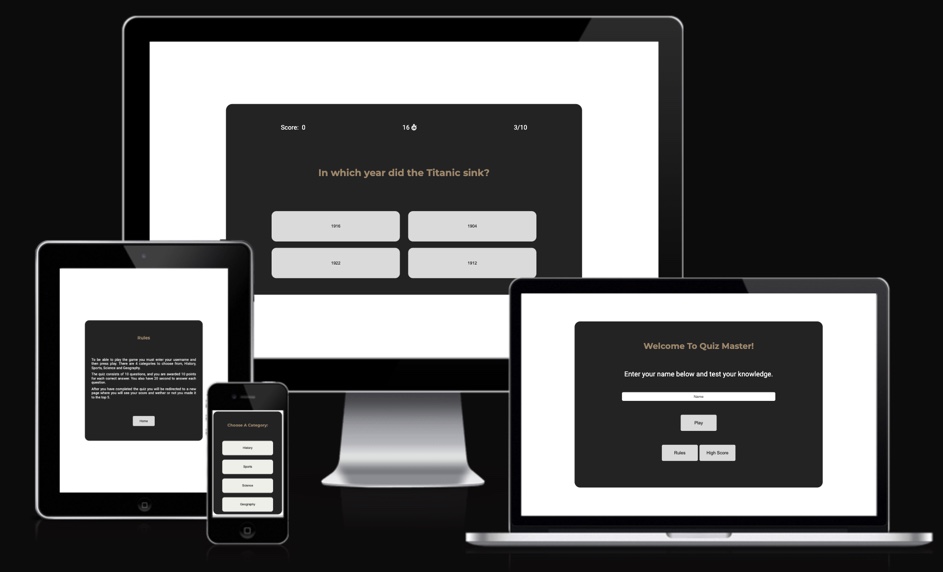 Score: 0
16
3/10
In which year did the Titanic sink?
1916
1904
1922
1912
Rules
To be able to play the game you must enter your username and
then press play. There are 4 categories to choose from, History,
Sports, Science and Geography.
The quiz consists of 10 questions, and you are awarded 10 points
for each correct answer. You also have 20 second to answer each
question.
After you have completed the quiz you will be redirected to a new
page where you will see your score and wether or not you made it
to the top 5.
Home
Choose A Category!
History
Sports
Science
Geography
Welcome To Quiz Master!
Enter your name below and test your knowledge.
Name
Play
Rules
High Score